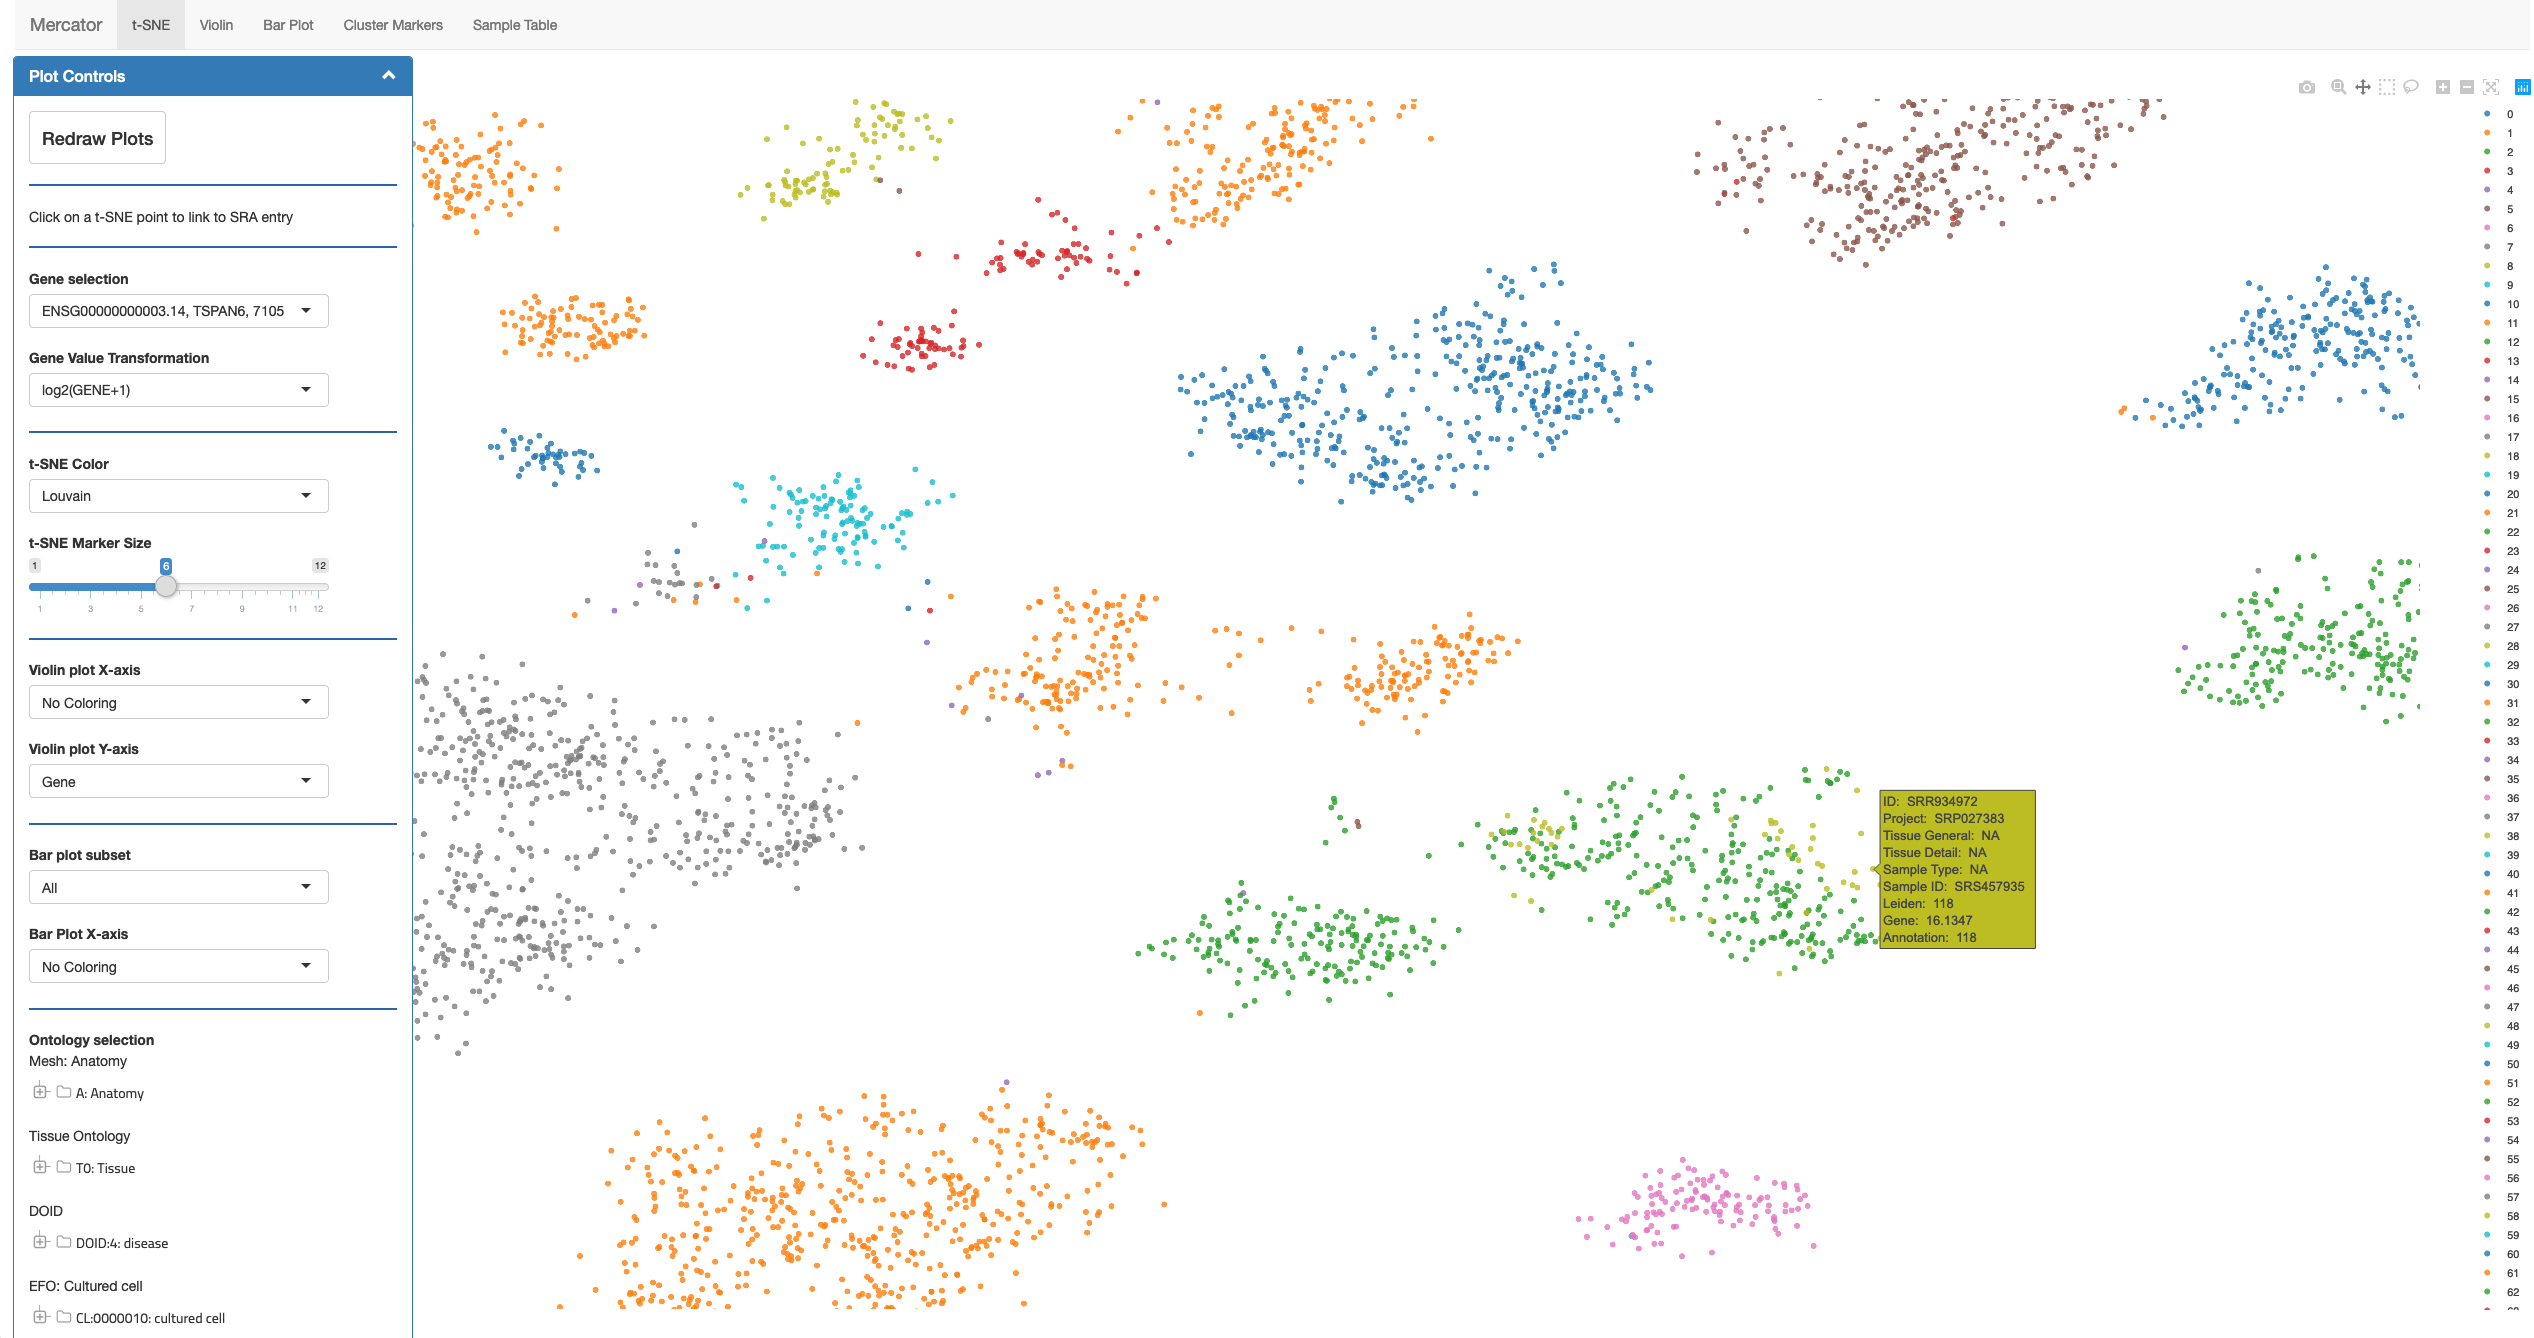 Mercator t-SNE Violin Bar Plot Cluster Markers Sample Table
Plot Controls
Redraw Plots
Click on a t-SNE point to link to SRA entry
Gene selection
ENSG00000000003.14, TSPAN6, 7105
Gene Value Transformation
log2(GENE+1)
t-SNE Color
Louvain
t-SNE Marker Size
1 6 12
1 3 5 7 9 11 12
Violin plot X-axis
No Coloring
Violin plot Y-axis
Gene
Bar plot subset
All
Bar Plot X-axis
No Coloring
Ontology selection
Mesh: Anatomy
A: Anatomy
Tissue Ontology
T0: Tissue
DOID
DOID:4: disease
EFO: Cultured cell
CL:0000010: cultured cell
ID: SRR934972
Project: SRP027383
Tissue General: NA
Tissue Detail: NA
Sample Type: NA
Sample ID: SRS457935
Leiden: 118
Gene: 16.1347
Annotation: 118
0
1
2
3
4
5
6
7
8
9
10
11
12
13
14
15
16
17
18
19
20
21
22
23
24
25
26
27
28
29
30
31
32
33
34
35
36
37
38
39
40
41
42
43
44
45
46
47
48
49
50
51
52
53
54
55
56
57
58
59
60
61
62